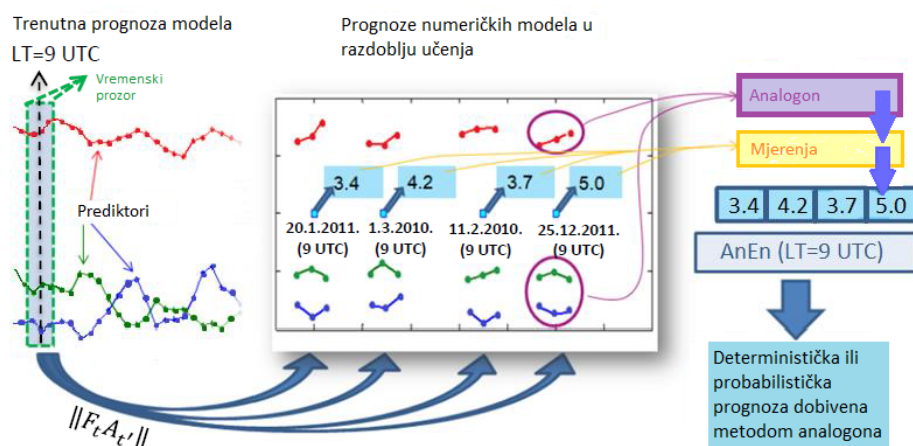 Trenutna prognoza modela
LT=9 UTC
Vremenski
prozor
Prediktori
‖FₜAₜ'‖
Prognoze numeričkih modela u
razdoblju učenja
3.4
4.2
3.7
5.0
20.1.2011.
(9 UTC)
1.3.2010.
(9 UTC)
11.2.2010.
(9 UTC)
25.12.2011.
(9 UTC)
Analogon
Mjerenja
3.4 4.2 3.7 5.0
AnEn (LT=9 UTC)
Deterministička ili
probabilistička
prognoza dobivena
metodom analogona